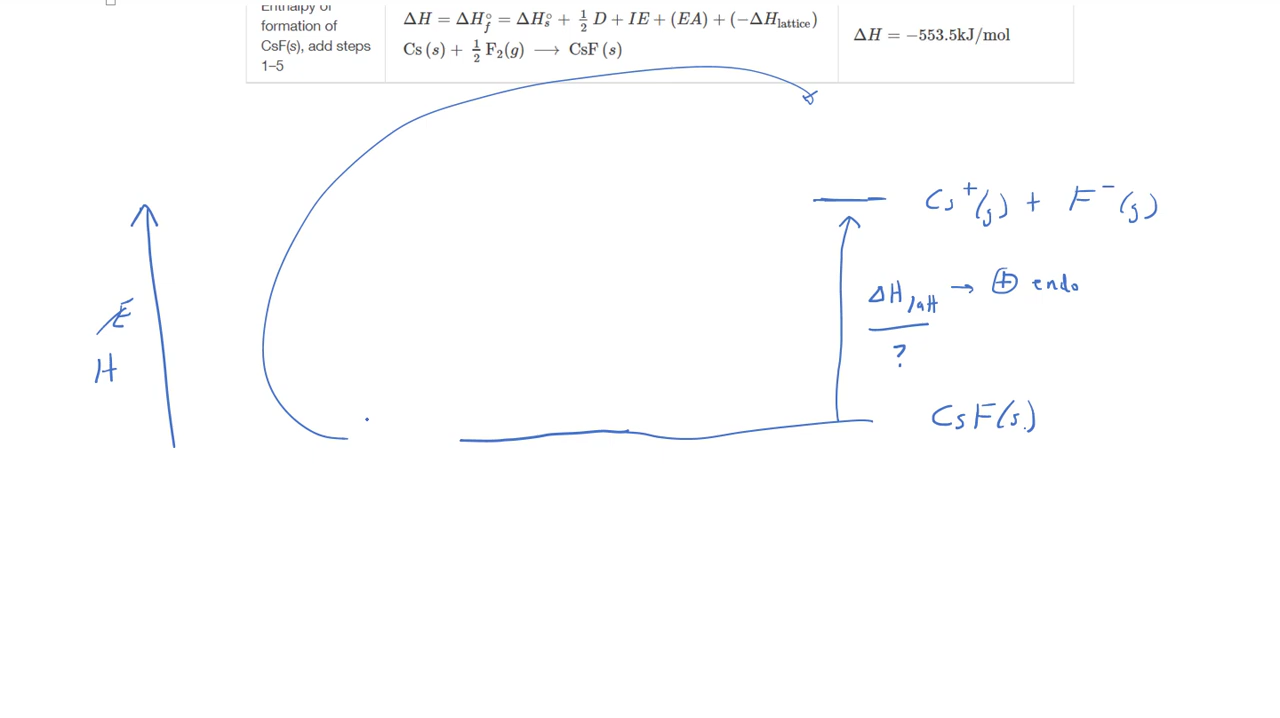 Enthalpy of
formation of
CsF(s), add steps
1–5
ΔH = ΔH°f = ΔH°s + 1/2 D + IE + (EA) + (−ΔHlattice)
Cs (s) + 1/2 F₂(g) ⟶ CsF (s)
ΔH = −553.5kJ/mol
Cs⁺(g) + F⁻(g)
ΔHlatt → ⊕ endo
?
E
H
CsF(s)